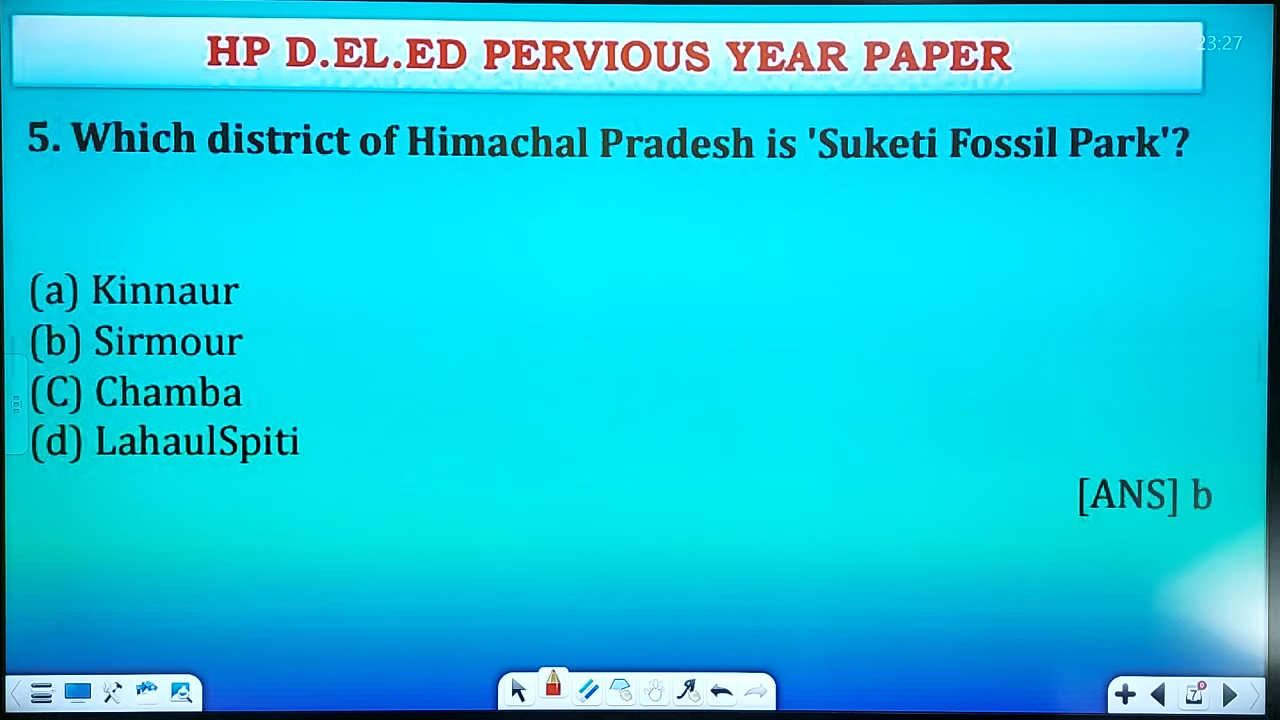 HP D.EL.ED PERVIOUS YEAR PAPER
23:27
5. Which district of Himachal Pradesh is 'Suketi Fossil Park'?
(a) Kinnaur
(b) Sirmour
(C) Chamba
(d) LahaulSpiti
[ANS] b
7